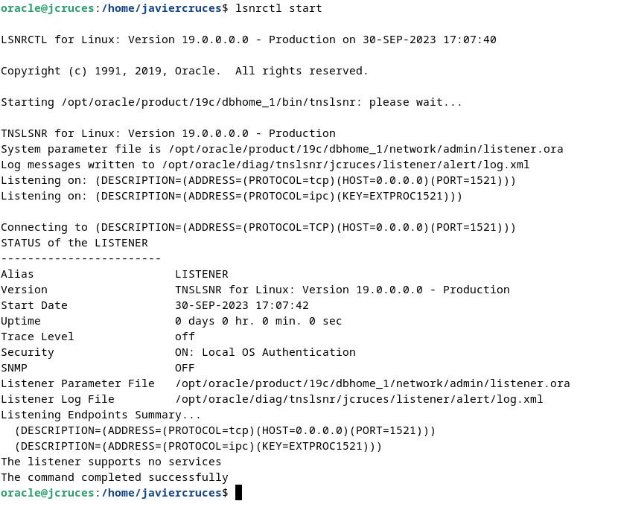 oracle@jcruces:/home/javiercruces$ lsnrctl start
LSNRCTL for Linux: Version 19.0.0.0.0 - Production on 30-SEP-2023 17:07:40
Copyright (c) 1991, 2019, Oracle.  All rights reserved.
Starting /opt/oracle/product/19c/dbhome_1/bin/tnslsnr: please wait...
TNSLSNR for Linux: Version 19.0.0.0.0 - Production
System parameter file is /opt/oracle/product/19c/dbhome_1/network/admin/listener.ora
Log messages written to /opt/oracle/diag/tnslsnr/jcruces/listener/alert/log.xml
Listening on: (DESCRIPTION=(ADDRESS=(PROTOCOL=tcp)(HOST=0.0.0.0)(PORT=1521)))
Listening on: (DESCRIPTION=(ADDRESS=(PROTOCOL=ipc)(KEY=EXTPROC1521)))
Connecting to (DESCRIPTION=(ADDRESS=(PROTOCOL=TCP)(HOST=0.0.0.0)(PORT=1521)))
STATUS of the LISTENER
------------------------
Alias                     LISTENER
Version                   TNSLSNR for Linux: Version 19.0.0.0.0 - Production
Start Date                30-SEP-2023 17:07:42
Uptime                    0 days 0 hr. 0 min. 0 sec
Trace Level               off
Security                  ON: Local OS Authentication
SNMP                      OFF
Listener Parameter File   /opt/oracle/product/19c/dbhome_1/network/admin/listener.ora
Listener Log File         /opt/oracle/diag/tnslsnr/jcruces/listener/alert/log.xml
Listening Endpoints Summary...
  (DESCRIPTION=(ADDRESS=(PROTOCOL=tcp)(HOST=0.0.0.0)(PORT=1521)))
  (DESCRIPTION=(ADDRESS=(PROTOCOL=ipc)(KEY=EXTPROC1521)))
The listener supports no services
The command completed successfully
oracle@jcruces:/home/javiercruces$